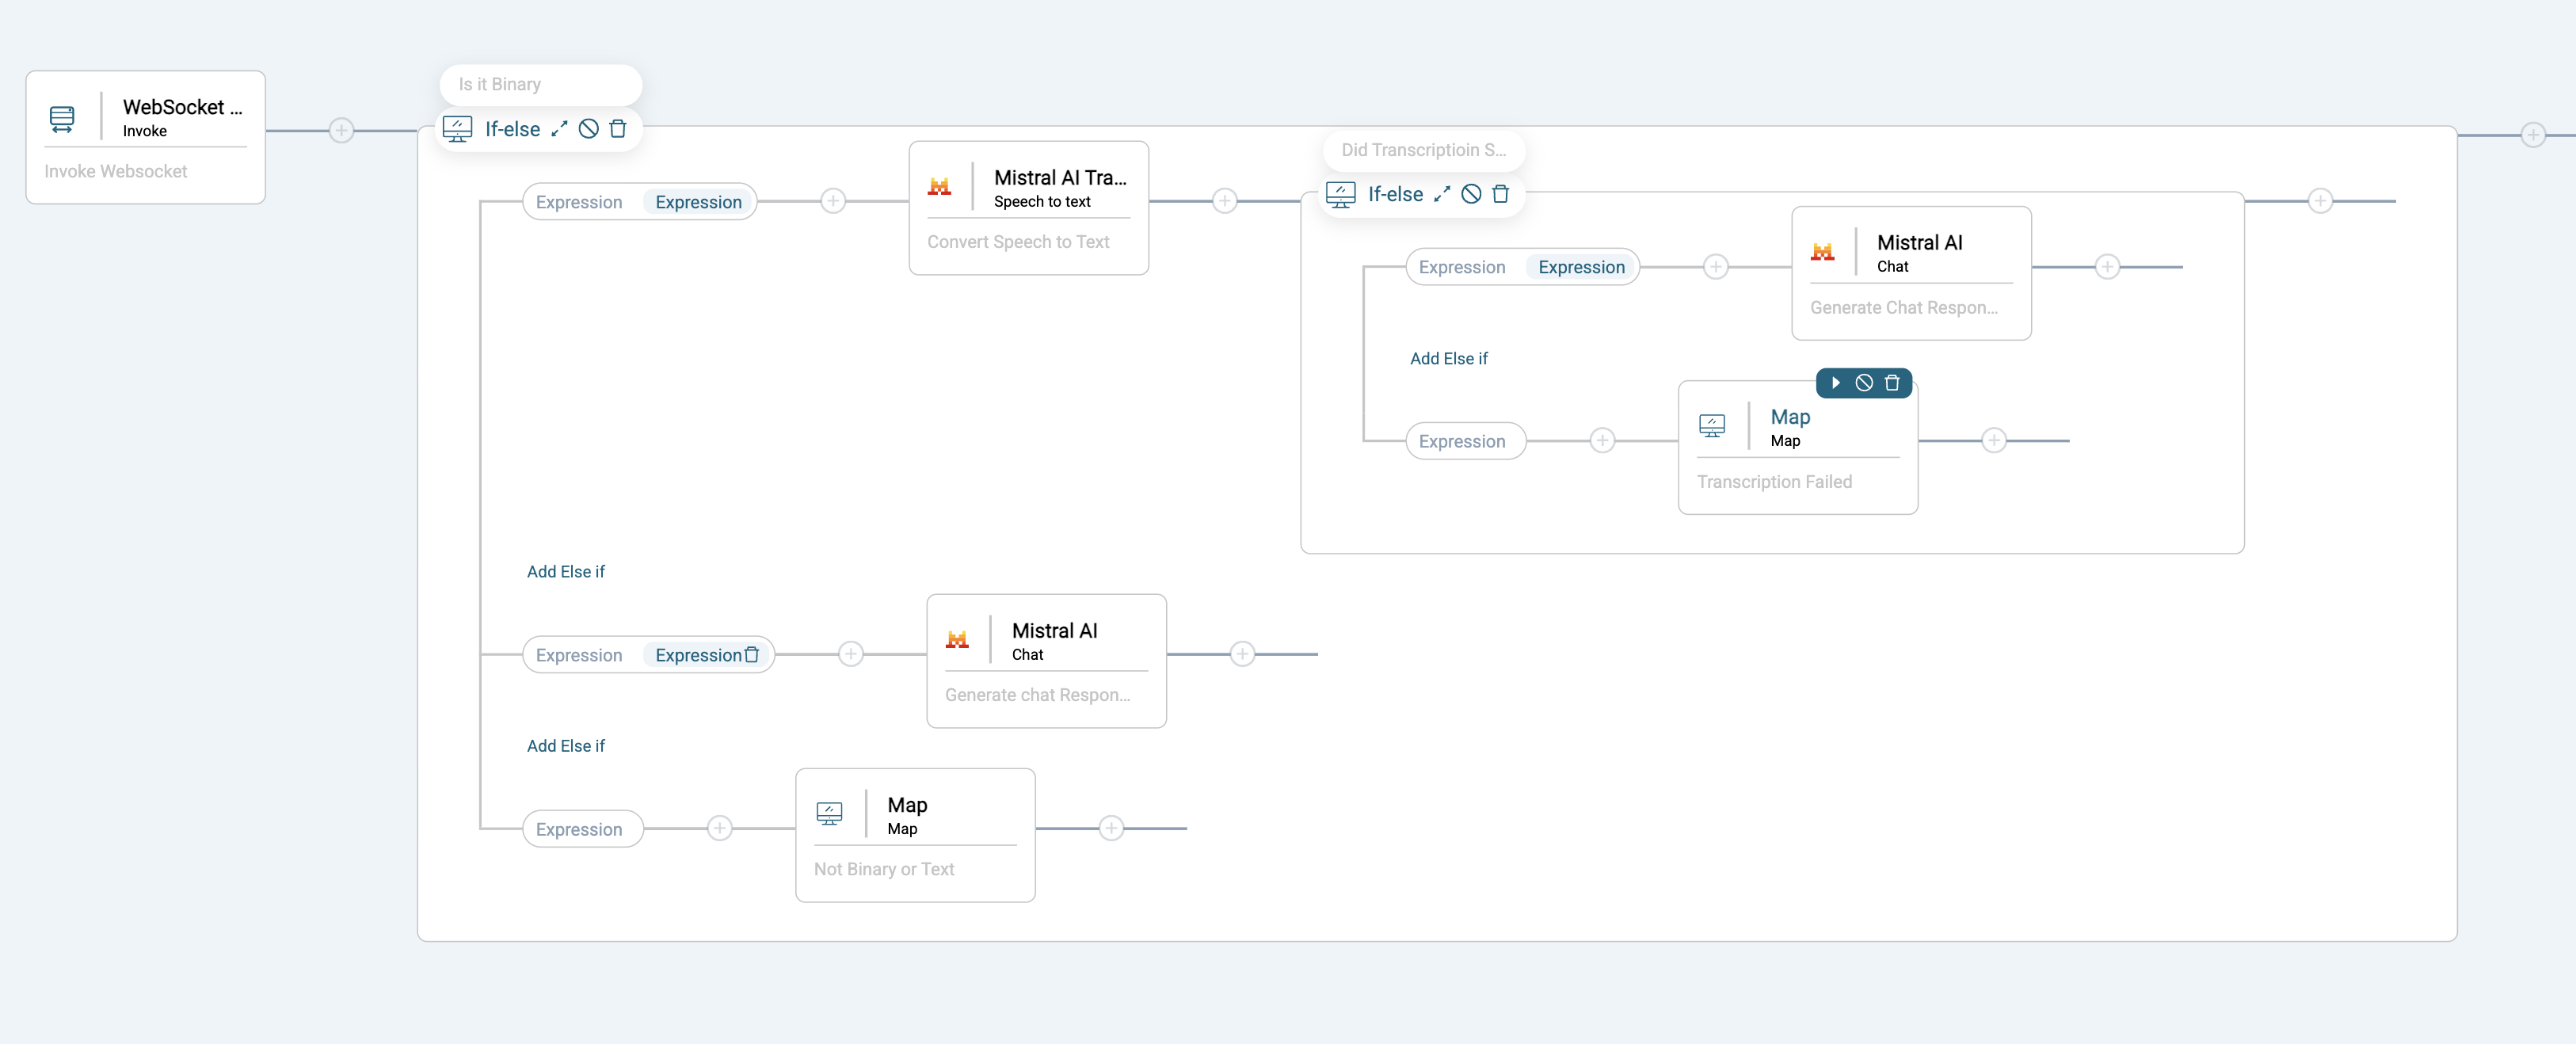 WebSocket ...
Invoke
Invoke Websocket
Is it Binary
If-else
Expression Expression
Mistral AI Tra...
Speech to text
Convert Speech to Text
Did Transcriptioin S...
If-else
Expression Expression
Mistral AI
Chat
Generate Chat Respon...
Add Else if
Expression
Map
Map
Transcription Failed
Add Else if
Expression Expression
Mistral AI
Chat
Generate chat Respon...
Add Else if
Expression
Map
Map
Not Binary or Text